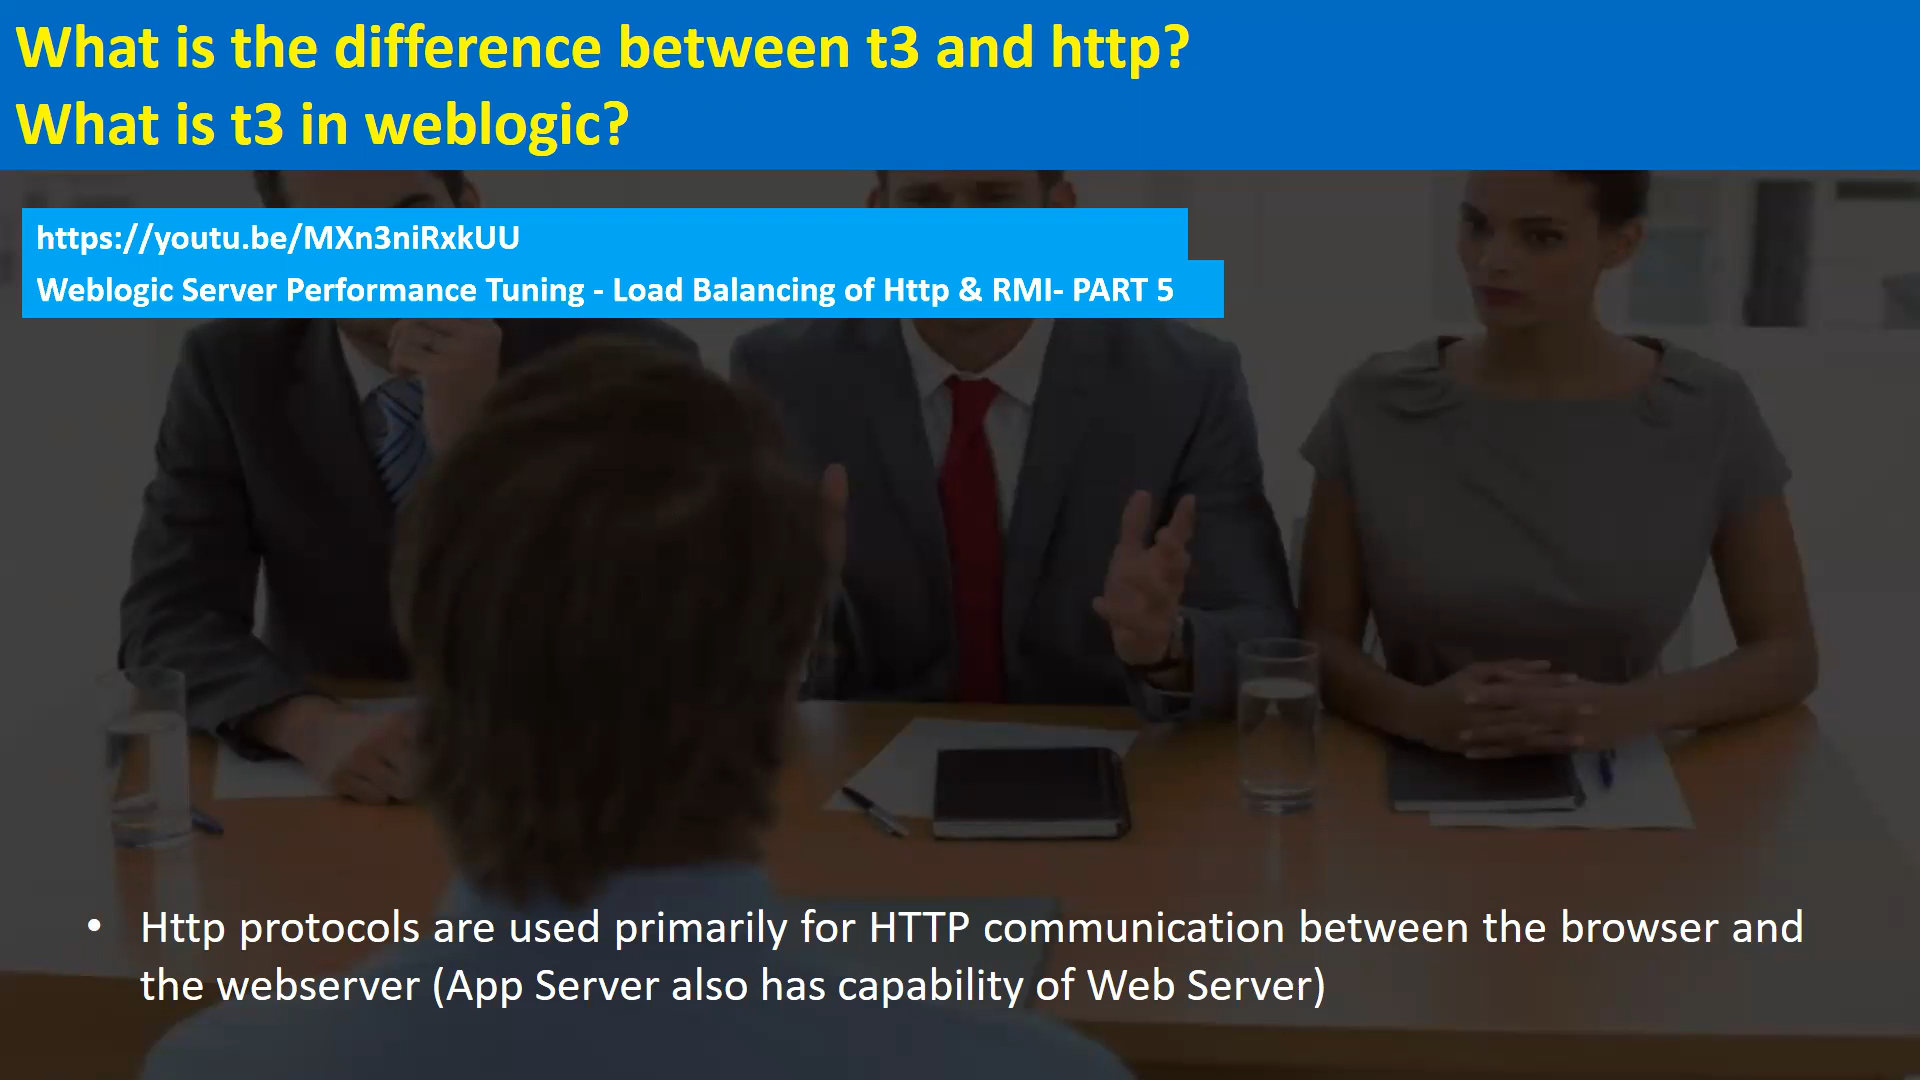 What is the difference between t3 and http?
What is t3 in weblogic?
https://youtu.be/MXn3niRxkUU
Weblogic Server Performance Tuning - Load Balancing of Http & RMI- PART 5
• Http protocols are used primarily for HTTP communication between the browser and
the webserver (App Server also has capability of Web Server)